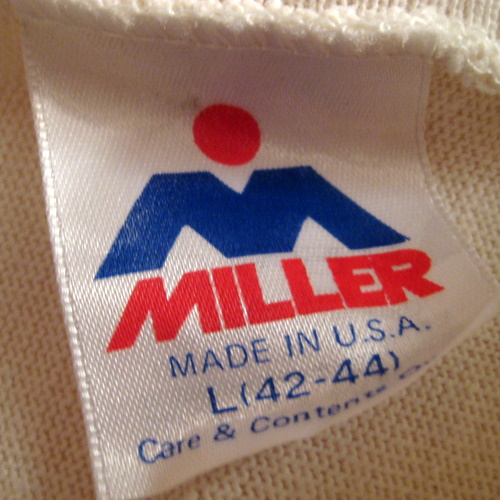 MILLER
MADE IN U.S.A.
L(42-44)
Care & Contents